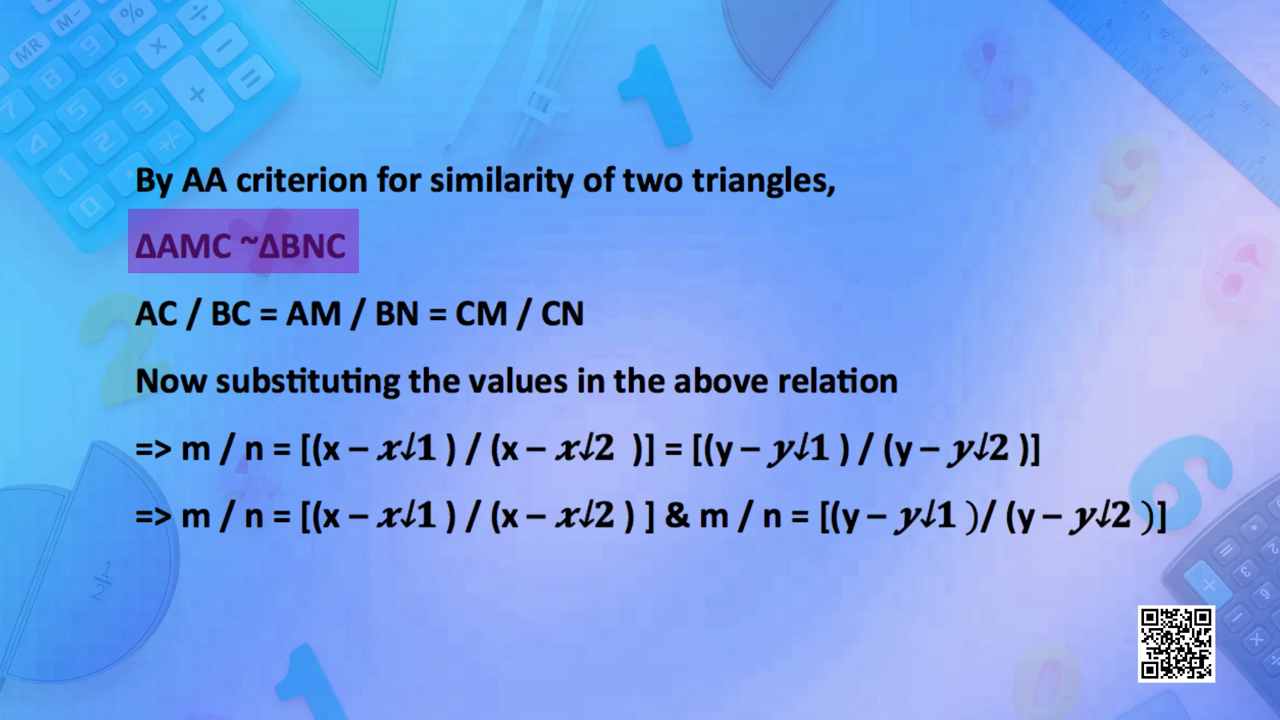 By AA criterion for similarity of two triangles,
ΔAMC ~ΔBNC
AC / BC = AM / BN = CM / CN
Now substituting the values in the above relation
=> m / n = [(x – 𝑥↓1 ) / (x – 𝑥↓2 )] = [(y – 𝑦↓1 ) / (y – 𝑦↓2 )]
=> m / n = [(x – 𝑥↓1 ) / (x – 𝑥↓2 ) ] & m / n = [(y – 𝑦↓1 )/ (y – 𝑦↓2 )]